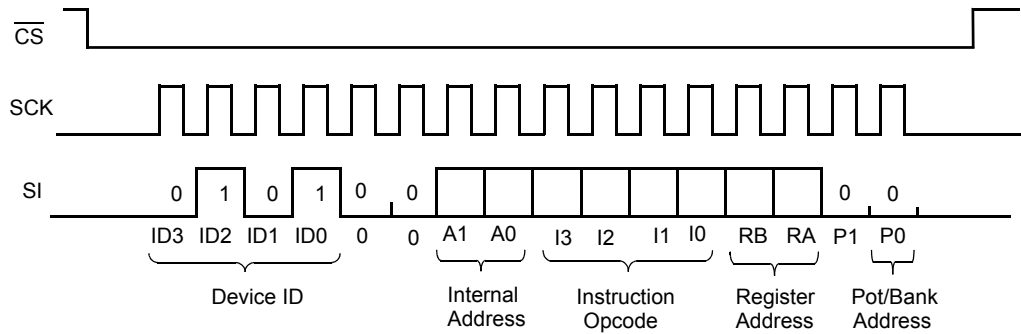 CS
SCK
SI
0 1 0 1 0 0 0 0
ID3 ID2 ID1 ID0 0 0 A1 A0 I3 I2 I1 I0 RB RA P1 P0
Device ID Internal Instruction Register Pot/Bank
Address Opcode Address Address